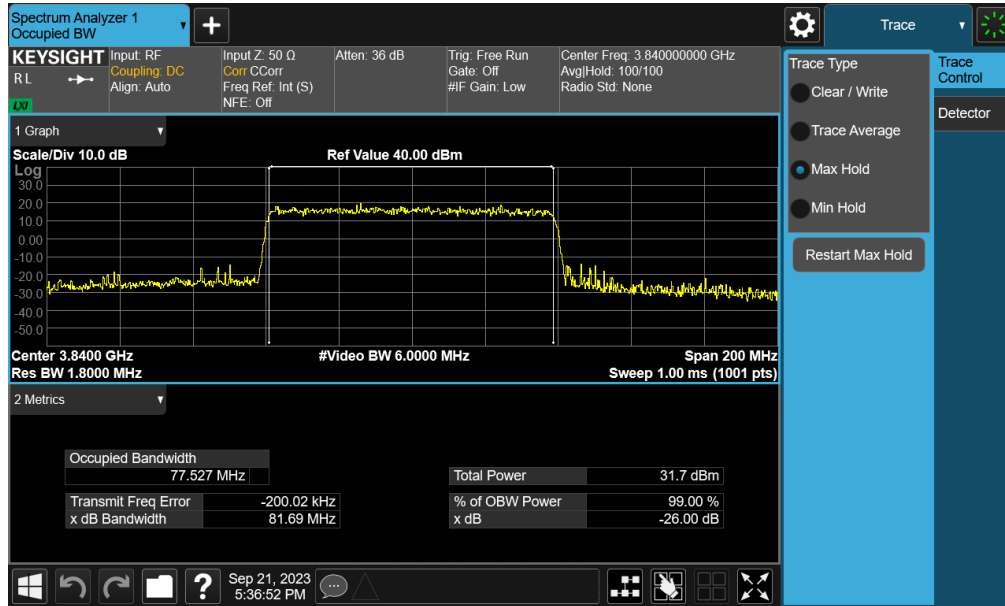 Spectrum Analyzer 1
Occupied BW
Trace
KEYSIGHT
R L
LXI
Input: RF
Coupling: DC
Align: Auto
Input Z: 50 Ω
Corr CCorr
Freq Ref: Int (S)
NFE: Off
Atten: 36 dB
Trig: Free Run
Gate: Off
#IF Gain: Low
Center Freq: 3.840000000 GHz
Avg|Hold: 100/100
Radio Std: None
Trace Type
Clear / Write
Trace Average
Max Hold
Min Hold
Restart Max Hold
Trace
Control
Detector
1 Graph
Scale/Div 10.0 dB
Ref Value 40.00 dBm
Log
30.0
20.0
10.0
0.00
-10.0
-20.0
-30.0
-40.0
-50.0
Center 3.8400 GHz
#Video BW 6.0000 MHz
Span 200 MHz
Res BW 1.8000 MHz
Sweep 1.00 ms (1001 pts)
2 Metrics
Occupied Bandwidth
77.527 MHz
Total Power 31.7 dBm
Transmit Freq Error -200.02 kHz
% of OBW Power 99.00 %
x dB Bandwidth 81.69 MHz
x dB -26.00 dB
?
Sep 21, 2023
5:36:52 PM